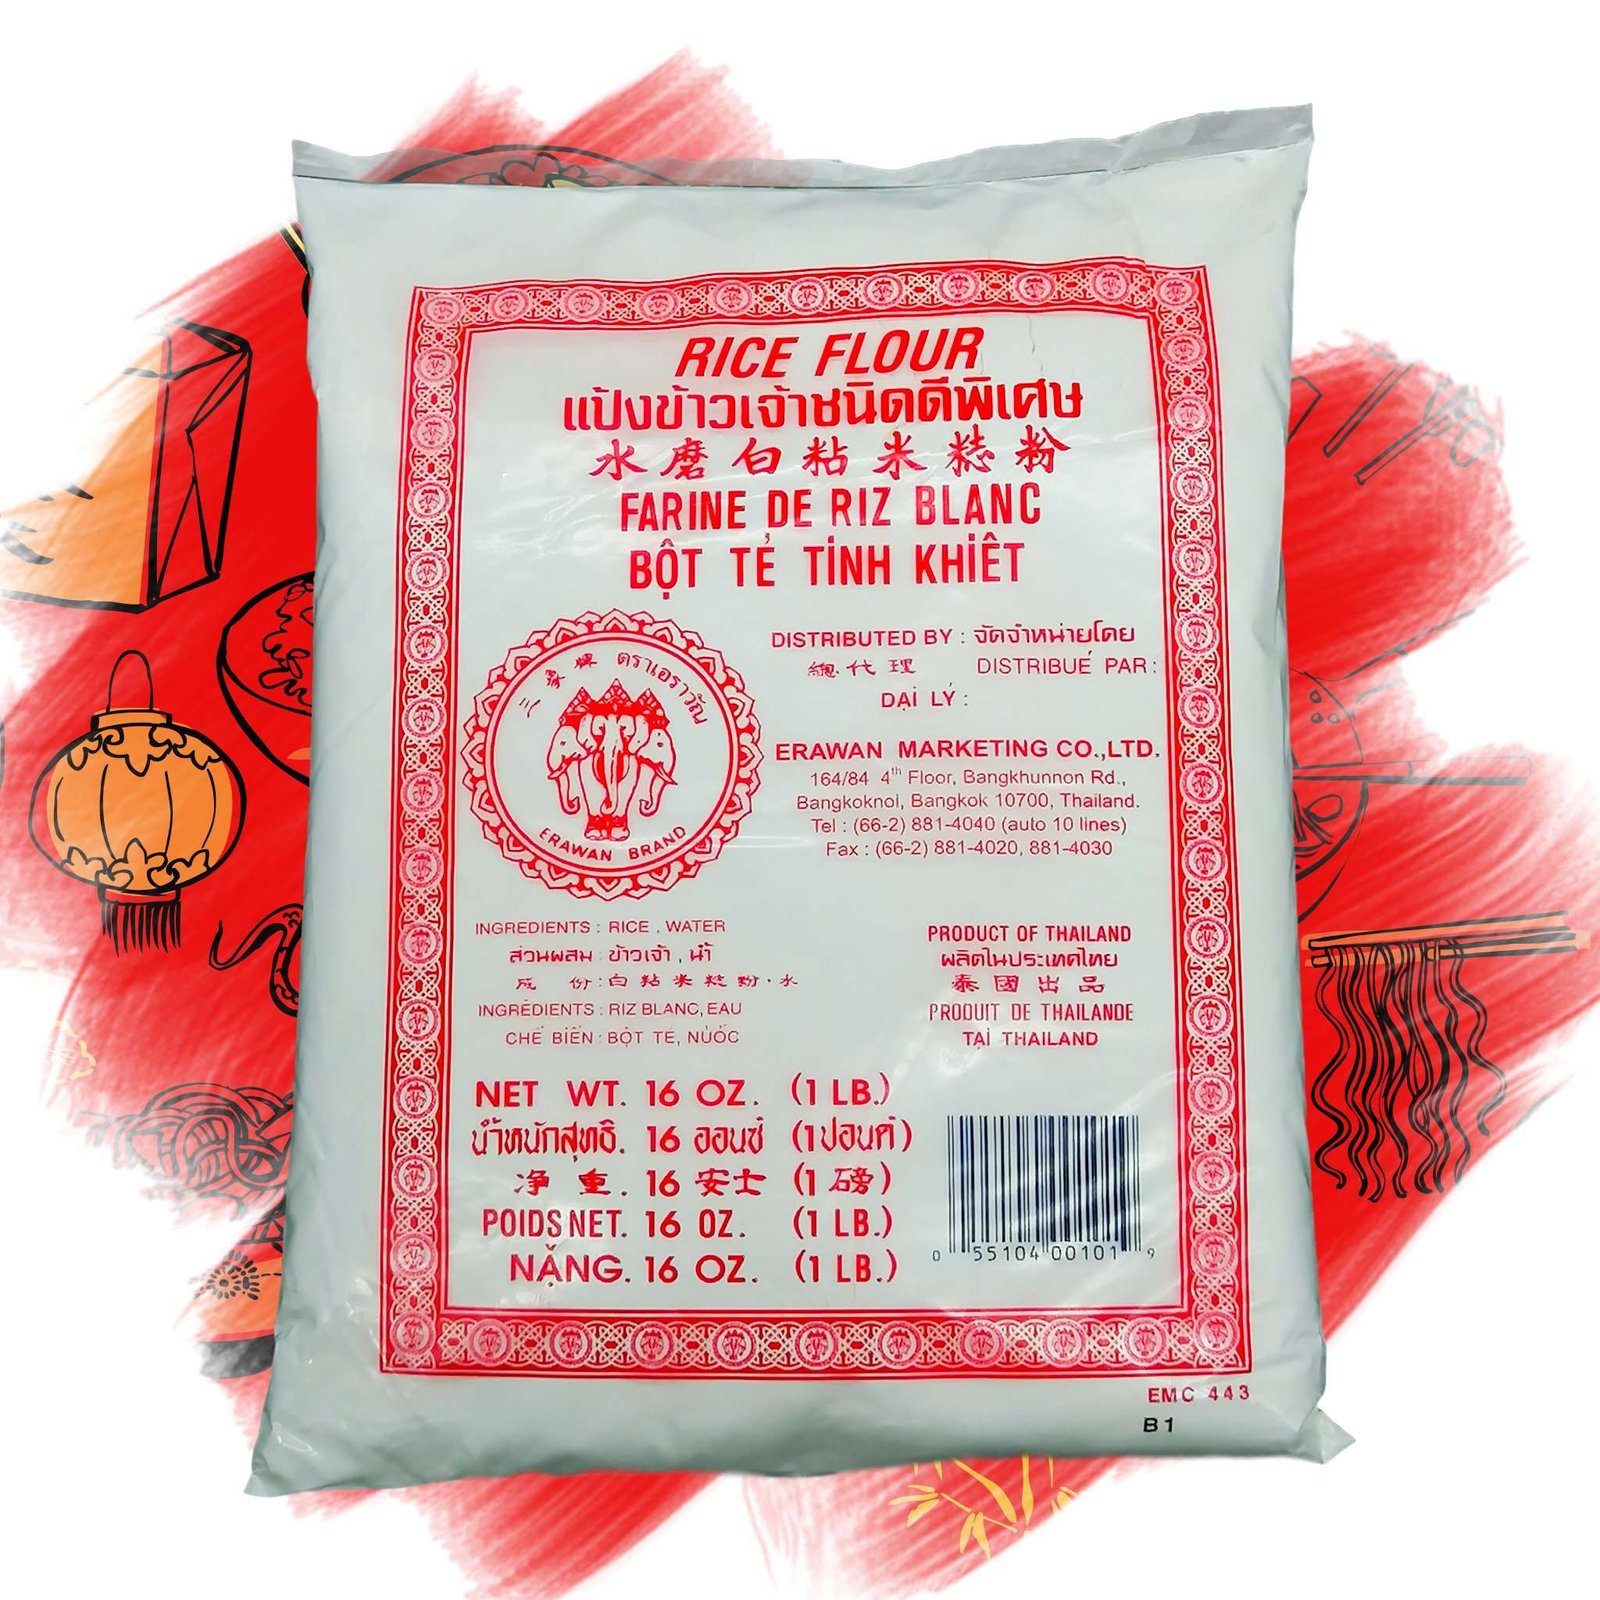 RICE FLOUR
แป้งข้าวเจ้าชนิดดีพิเศษ
水磨白粘米粉
FARINE DE RIZ BLANC
BỘT TẺ TINH KHIẾT
三象牌 ตราเอราวัณ
ERAWAN BRAND
DISTRIBUTED BY : จัดจำหน่ายโดย
總代理 DISTRIBUÉ PAR :
DẠI LÝ :
ERAWAN MARKETING CO.,LTD.
164/84 4th Floor, Bangkhunnon Rd.,
Bangkoknoi, Bangkok 10700, Thailand.
Tel : (66-2) 881-4040 (auto 10 lines)
Fax : (66-2) 881-4020, 881-4030
INGREDIENTS : RICE , WATER
ส่วนผสม : ข้าวเจ้า , น้ำ
成 份 : 白粘米粉 · 水
INGRÉDIENTS : RIZ BLANC, EAU
CHẾ BIẾN : BỘT TẺ, NƯỚC
PRODUCT OF THAILAND
ผลิตในประเทศไทย
泰國出品
PRODUIT DE THAILANDE
TẠI THAILAND
NET WT. 16 OZ. (1 LB.)
น้ำหนักสุทธิ. 16 ออนซ์ (1ปอนด์)
净重. 16 安士 (1 磅)
POIDS NET. 16 OZ. (1 LB.)
NẶNG. 16 OZ. (1 LB.)
0 55104 00101 9
EMC 443
B1